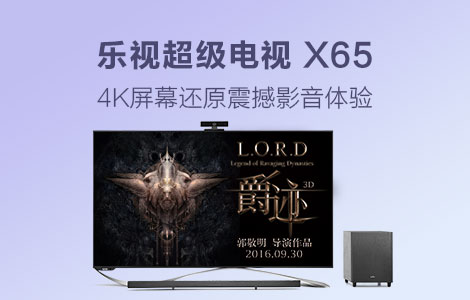 乐视超级电视 X65
4K屏幕还原震撼影音体验
L.O.R.D
Legend of Ravaging Dynasties
爵迹 3D
郭敬明 导演作品
2016.09.30